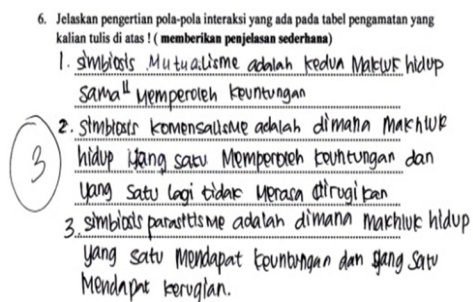 6. Jelaskan pengertian pola-pola interaksi yang ada pada tabel pengamatan yang
kalian tulis di atas ! ( memberikan penjelasan sederhana)
1. simbiosis Mutualisme adalah kedua Makluk hidup
sama" Memperoleh keuntungan
2. Simbiosis komensalisme adalah dimana Makhluk
hidup yang satu Memperoleh keuntungan dan
yang satu lagi tidak Merasa dirugikan
3. simbiosis parasitisme adalah dimana makhluk hidup
yang satu Mendapat keuntungan dan yang satu
Mendapat kerugian.
3